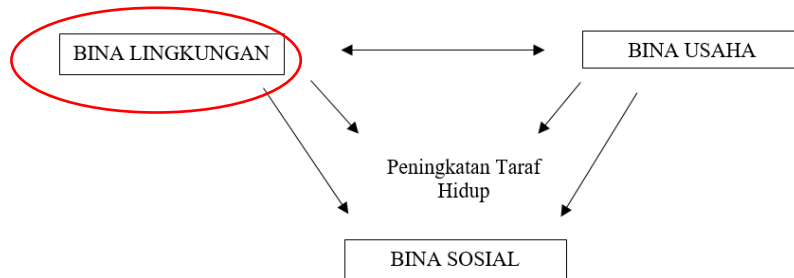 BINA LINGKUNGAN
BINA USAHA
Peningkatan Taraf
Hidup
BINA SOSIAL